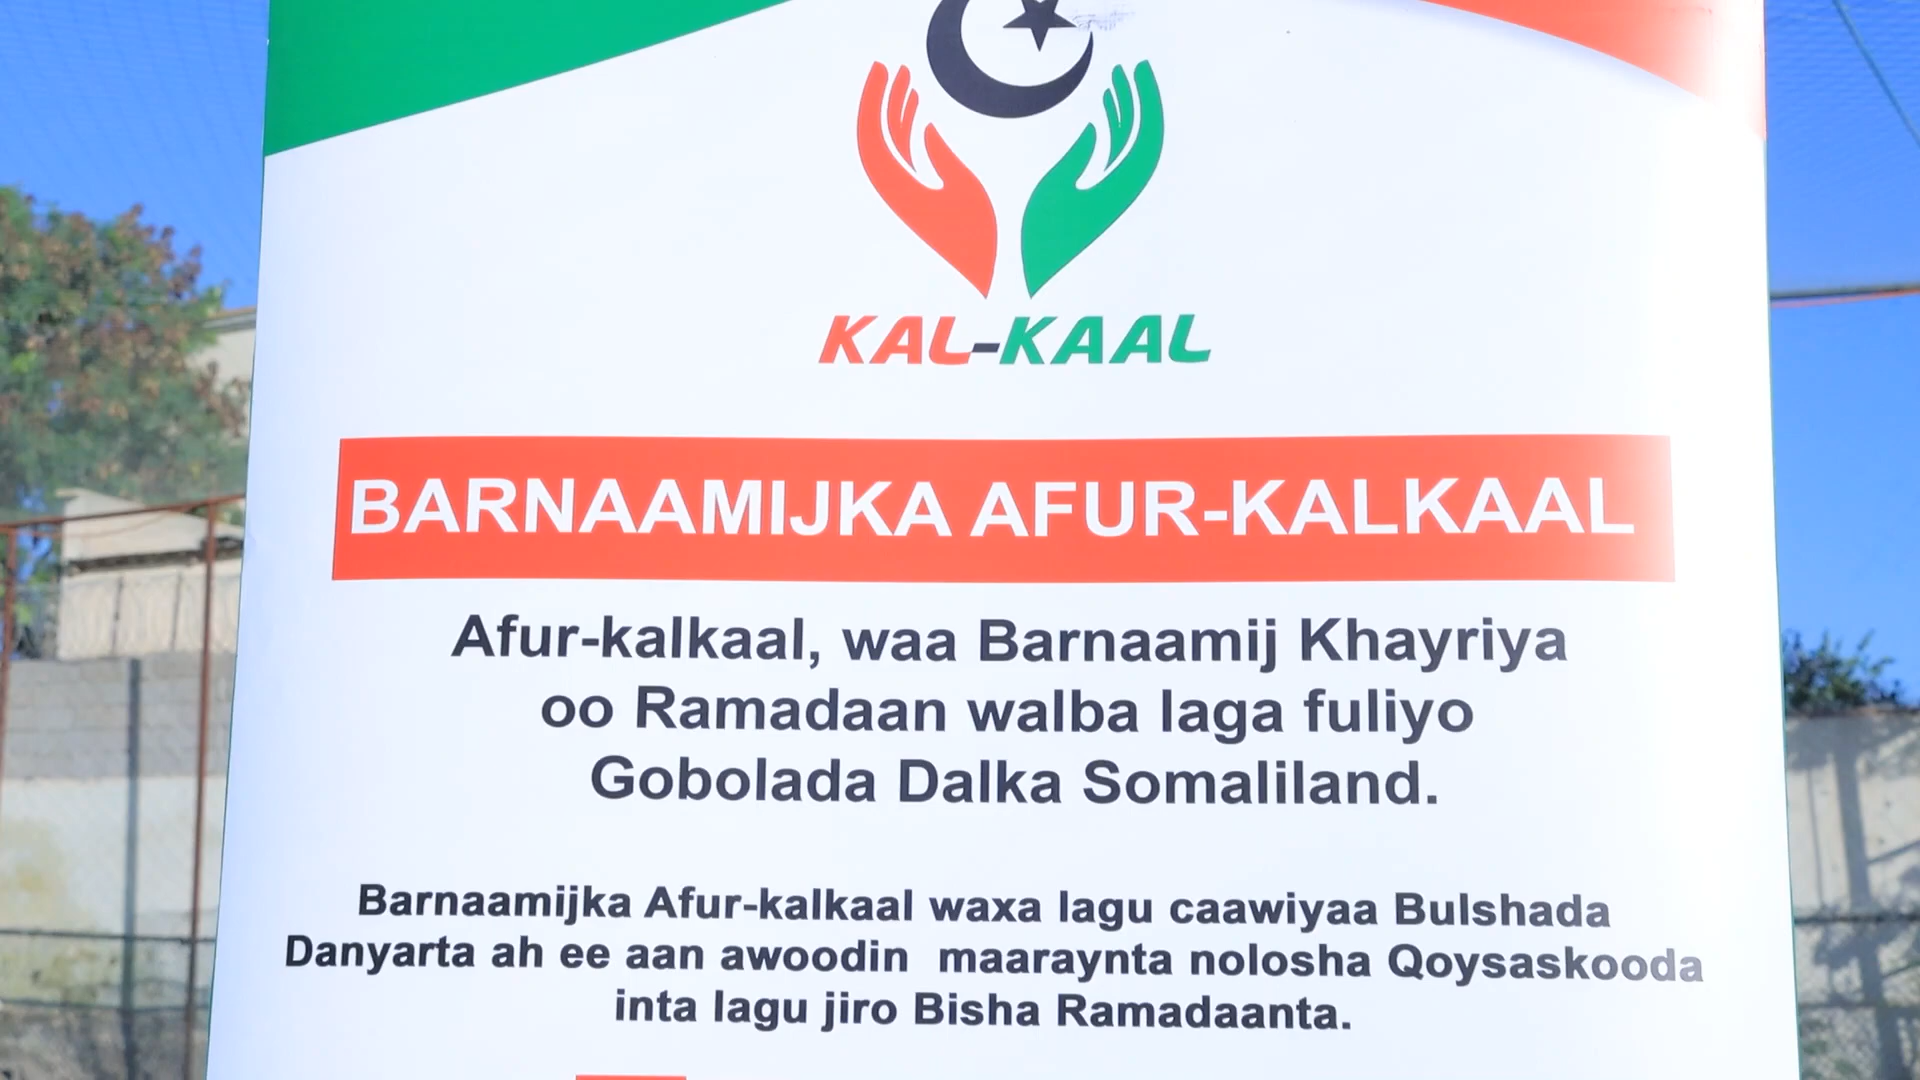 KAL-KAAL
BARNAAMIJKA AFUR-KALKAAL
Afur-kalkaal, waa Barnaamij Khayriya
oo Ramadaan walba laga fuliyo
Gobolada Dalka Somaliland.
Barnaamijka Afur-kalkaal waxa lagu caawiyaa Bulshada
Danyarta ah ee aan awoodin maaraynta nolosha Qoysaskooda
inta lagu jiro Bisha Ramadaanta.